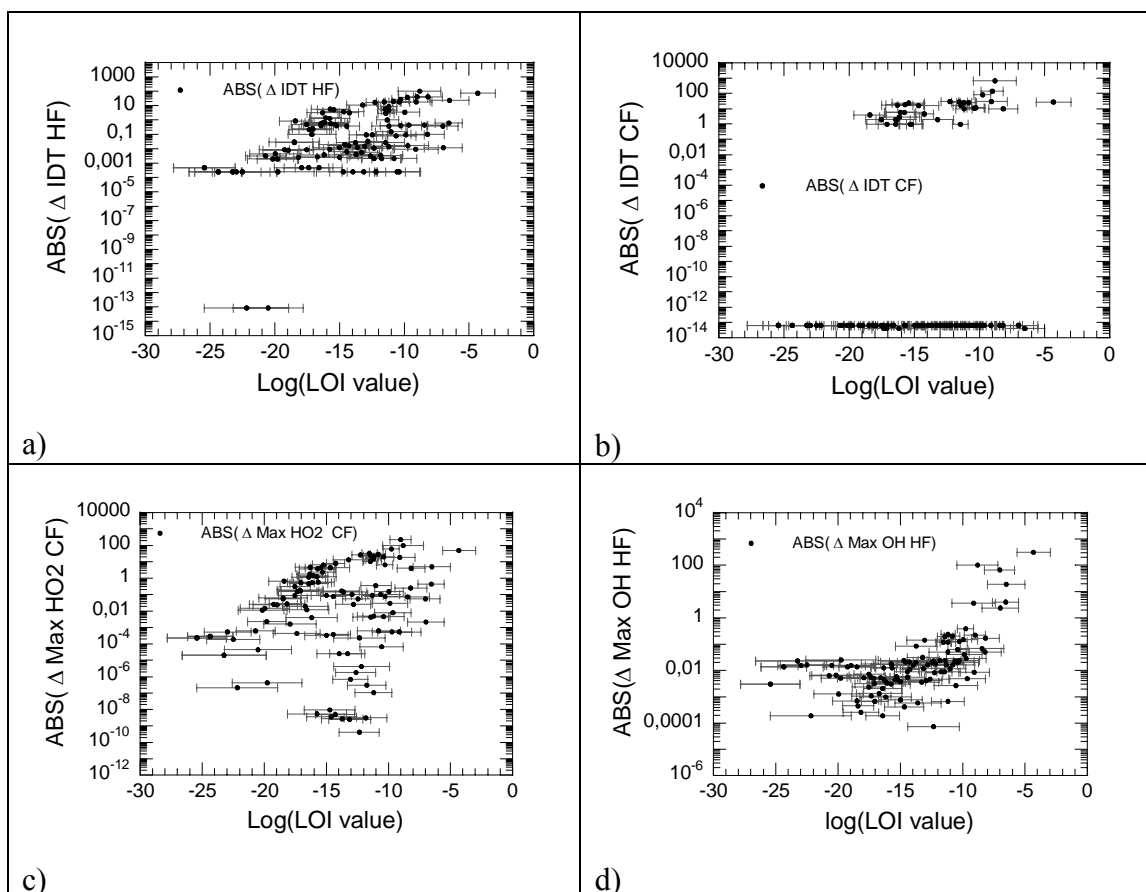 1000
10
0,1
0,001
10-5
10-7
10-9
10-11
10-13
10-15
ABS( Δ IDT HF)
ABS(Δ IDT HF)
-30 -25 -20 -15 -10 -5 0
Log(LOI value)
a)
10000
100
1
0,01
10-4
10-6
10-8
10-10
10-12
10-14
ABS( Δ IDT CF)
ABS(Δ IDT CF)
-30 -25 -20 -15 -10 -5 0
Log(LOI value)
b)
10000
100
1
0,01
10-4
10-6
10-8
10-10
10-12
ABS( Δ Max HO2 CF)
ABS(Δ Max HO2 CF)
-30 -25 -20 -15 -10 -5 0
Log(LOI value)
c)
104
100
1
0,01
0,0001
10-6
ABS( Δ Max OH HF)
ABS(Δ Max OH HF)
-30 -25 -20 -15 -10 -5 0
log(LOI value)
d)